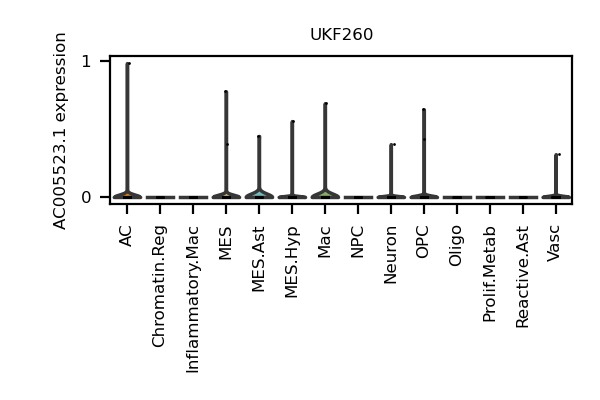 UKF260
AC005523.1 expression
1
0
AC
Chromatin.Reg
Inflammatory.Mac
MES
MES.Ast
MES.Hyp
Mac
NPC
Neuron
OPC
Oligo
Prolif.Metab
Reactive.Ast
Vasc